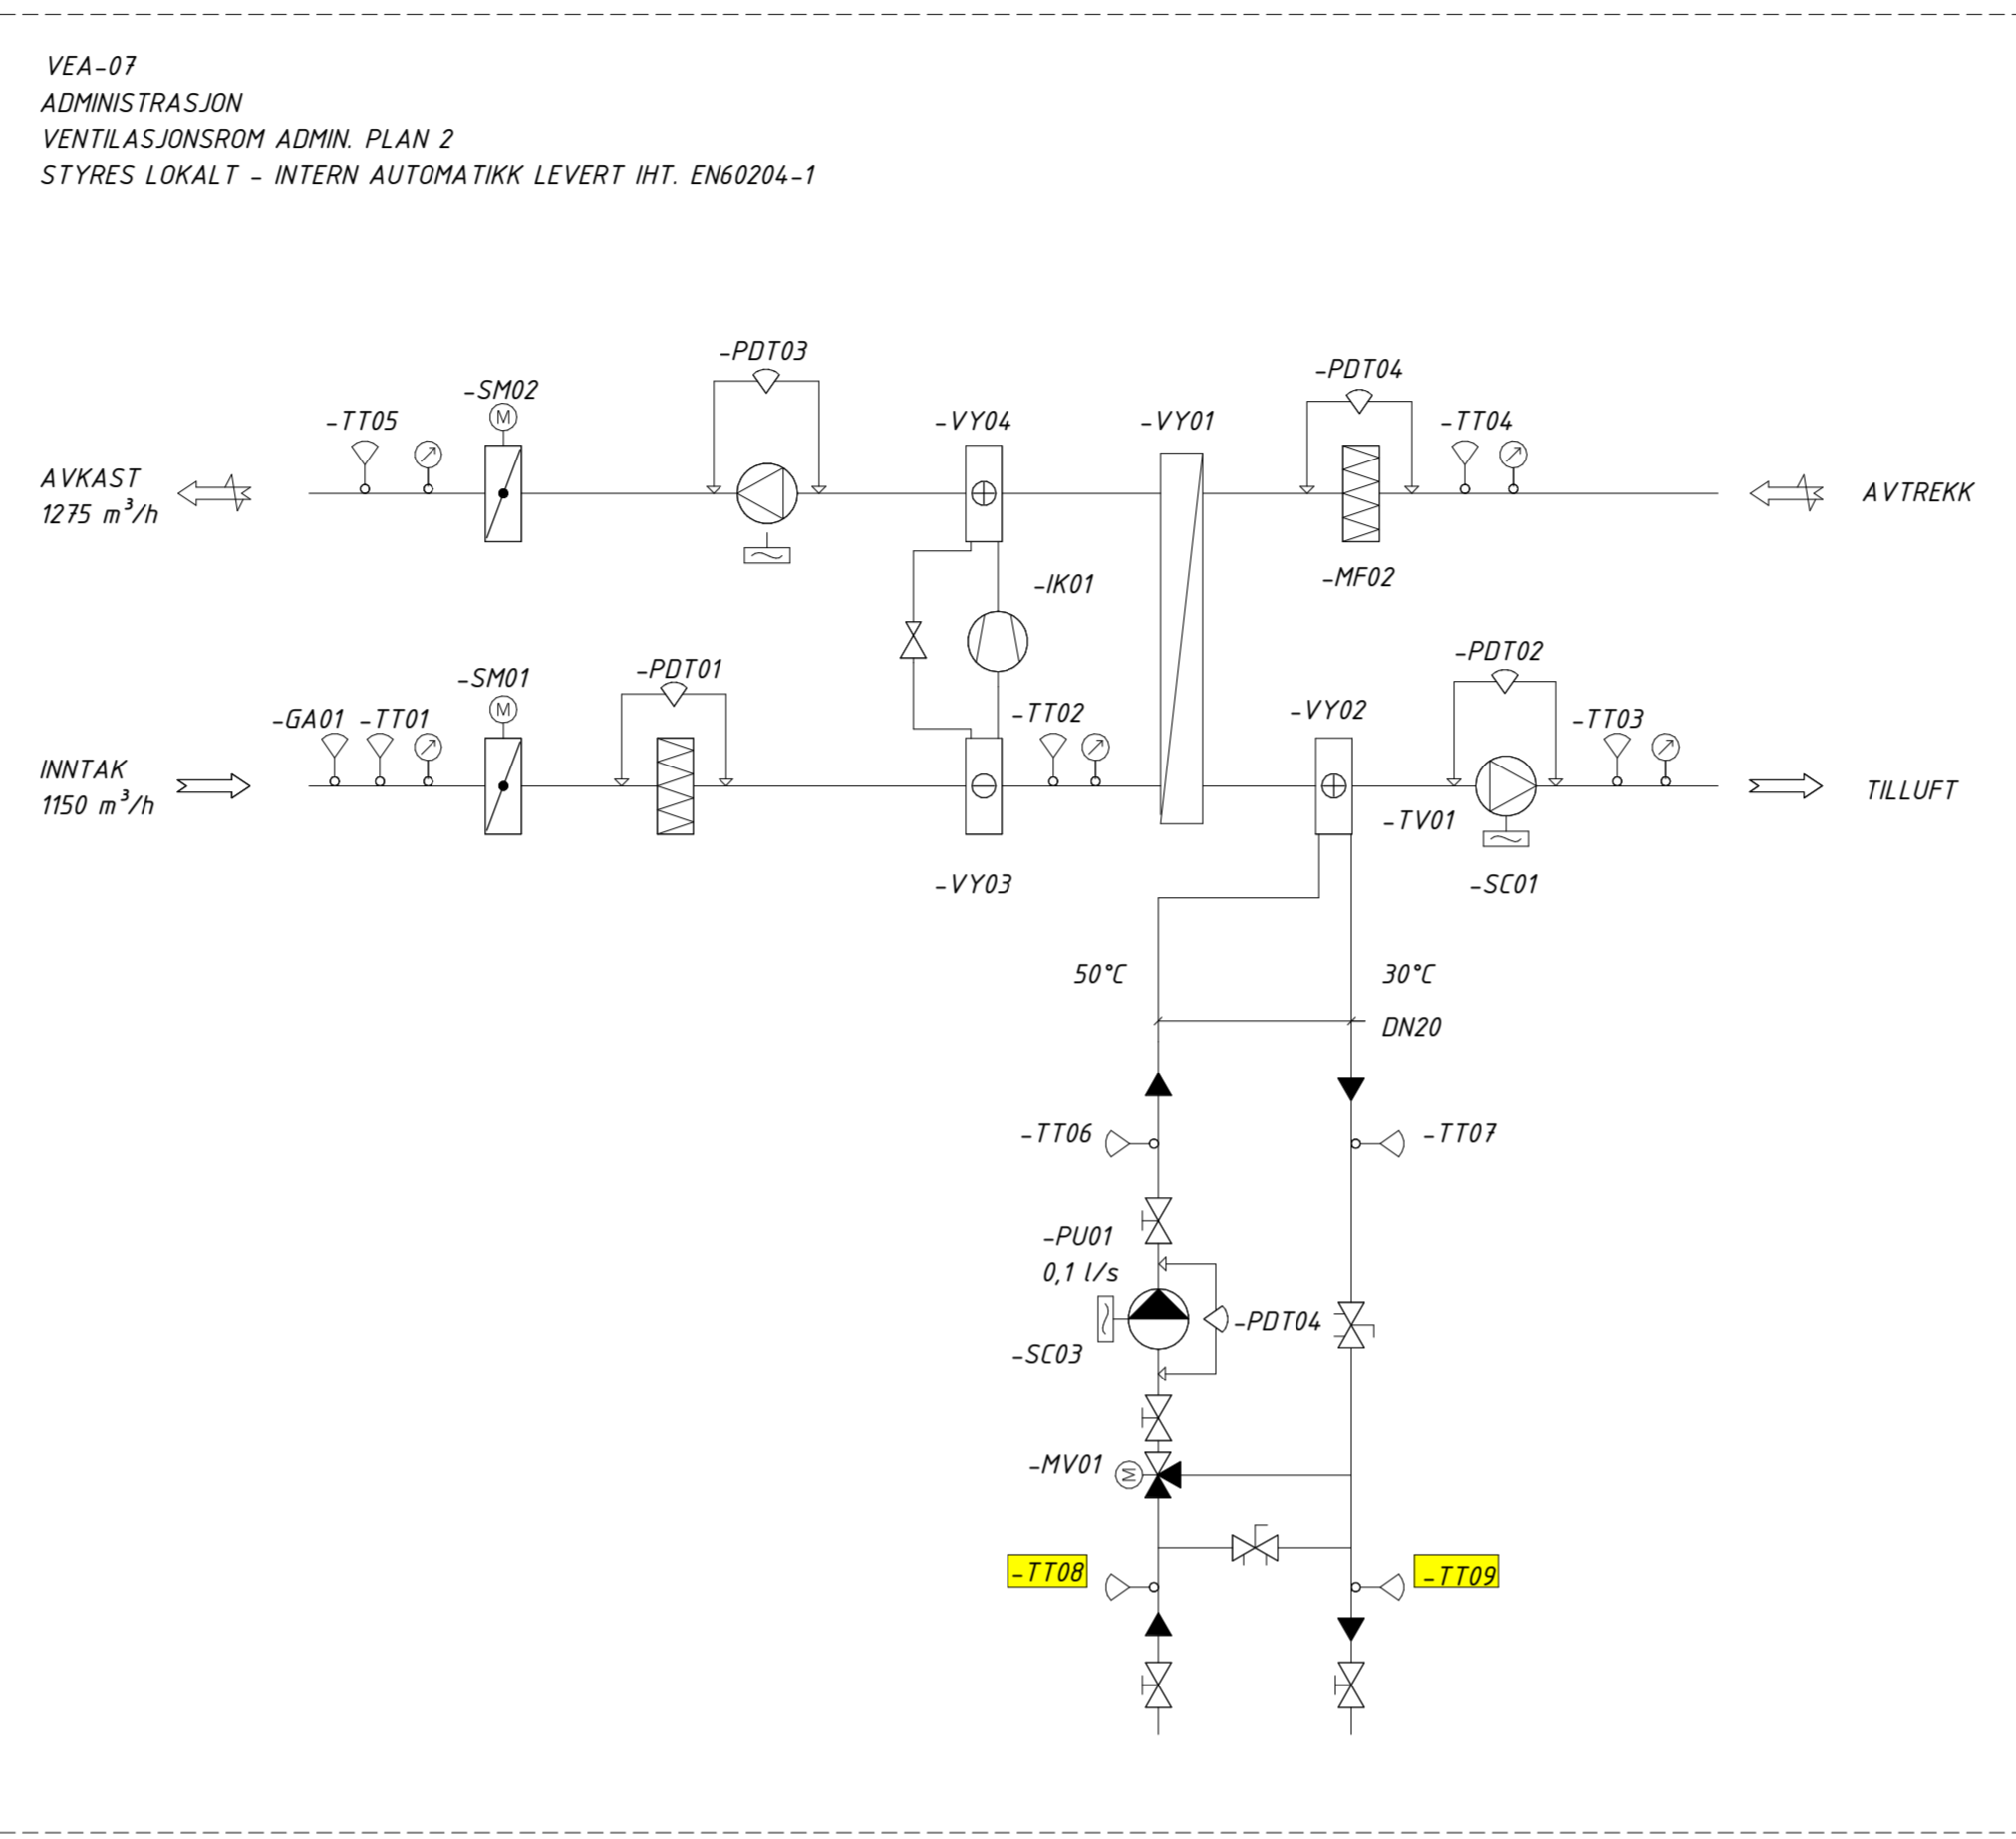 VEA-07
ADMINISTRASJON
VENTILASJONSROM ADMIN. PLAN 2
STYRES LOKALT - INTERN AUTOMATIKK LEVERT IHT. EN60204-1
-PDT03
-PDT04
-SM02
M
-TT05
-VY04
-VY01
-TT04
AVKAST
1275 m³/h
AVTREKK
-IK01
-MF02
-PDT02
-PDT01
-SM01
M
-GA01 -TT01
-TT02
-VY02
-TT03
INNTAK
1150 m³/h
TILLUFT
-TV01
-VY03
-SC01
50°C
30°C
DN20
-TT06
-TT07
-PU01
0,1 l/s
-PDT04
-SC03
-MV01
M
-TT08
-TT09